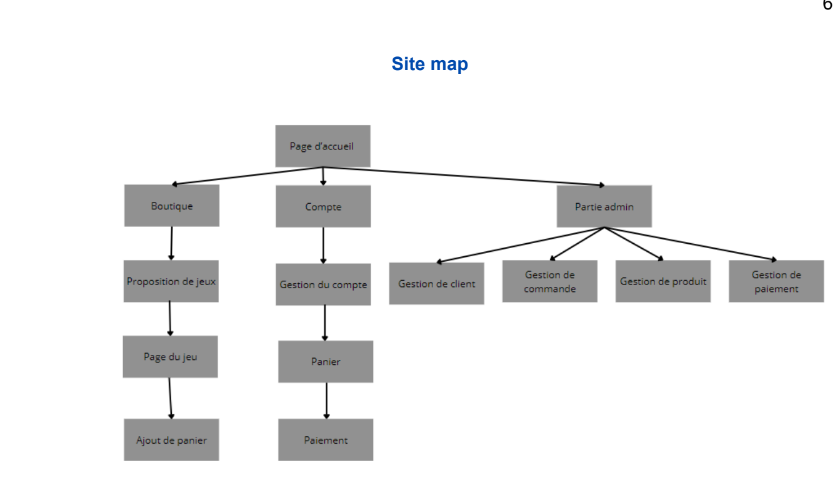 6
Site map
Page d'accueil
Boutique
Compte
Partie admin
Proposition de jeux
Gestion du compte
Gestion de client
Gestion de
commande
Gestion de produit
Gestion de
paiement
Page du jeu
Panier
Ajout de panier
Paiement